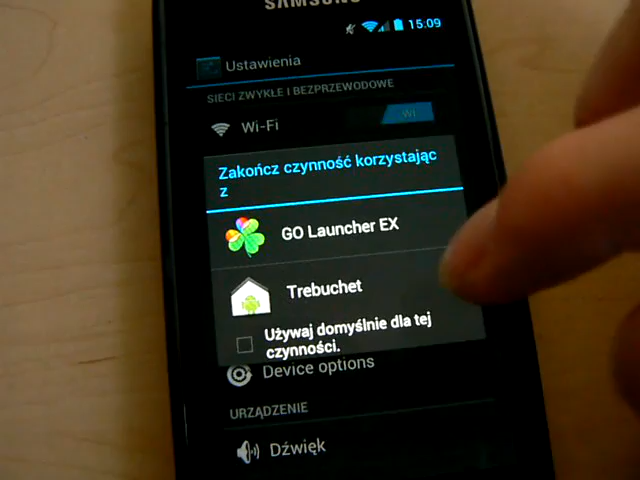 SAMSUNG
15:09
Ustawienia
SIECI ZWYKŁE I BEZPRZEWODOWE
Wi-Fi
Zakończ czynność korzystając
z
GO Launcher EX
Trebuchet
Używaj domyślnie dla tej
czynności.
Device options
URZĄDZENIE
Dźwięk